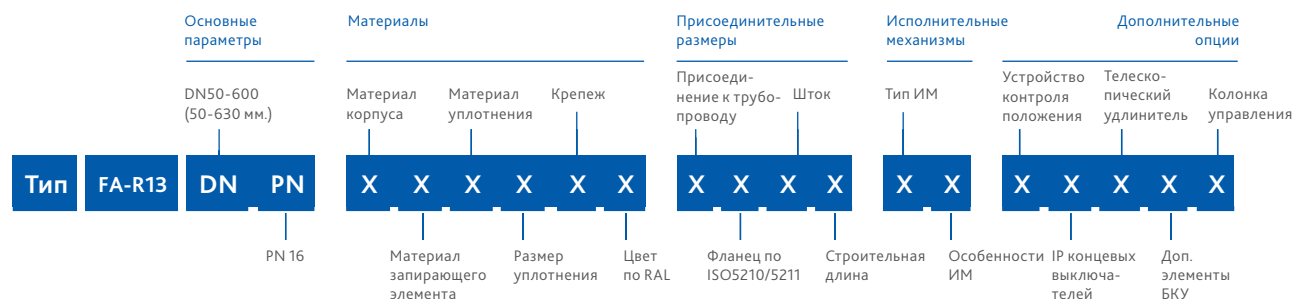 Основные
параметры
Материалы
Присоединительные
размеры
Исполнительные
механизмы
Дополнительные
опции
DN50-600
(50-630 мм.)
Материал
корпуса
Материал
уплотнения
Крепеж
Присоеди-
нение к трубо-
проводу
Шток
Тип ИМ
Устройство
контроля
положения
Телеско-
пический
удлинитель
Колонка
управления
Тип FA-R13 DN PN X X X X X X X X X X X X X X X X X
PN 16
Материал
запирающего
элемента
Размер
уплотнения
Цвет
по RAL
Фланец по
ISO5210/5211
Строительная
длина
Особенности
ИМ
IP концевых
выключа-
телей
Доп.
элементы
БКУ